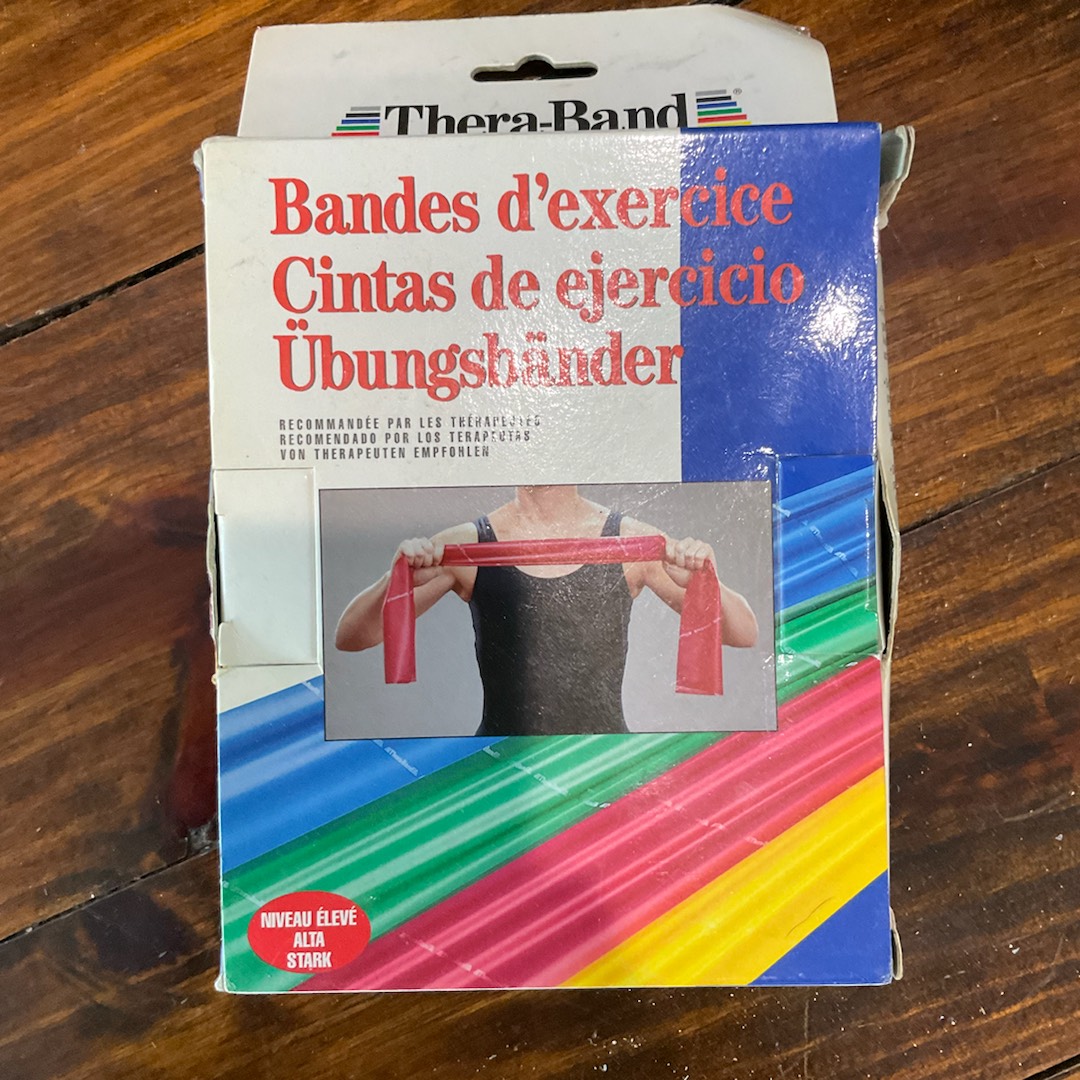 Thera-Band®
Bandes d'exercice
Cintas de ejercicio
Übungsbänder
RECOMMANDÉE PAR LES THÉRAPEUTES
RECOMENDADO POR LOS TERAPEUTAS
VON THERAPEUTEN EMPFOHLEN
NIVEAU ÉLEVÉ
ALTA
STARK